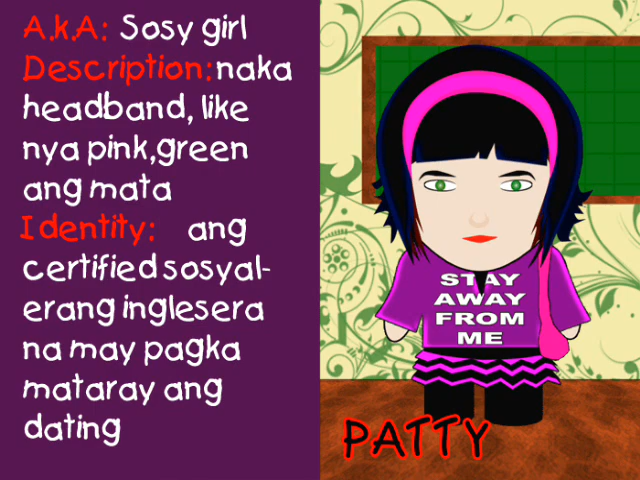 A.k.A: Sosy girl
Description: naka
headband, like
nya pink,green
ang mata
Identity: ang
certified sosyal-
erang inglesera
na may pagka
mataray ang
dating
STAY
AWAY
FROM
ME
PATTY